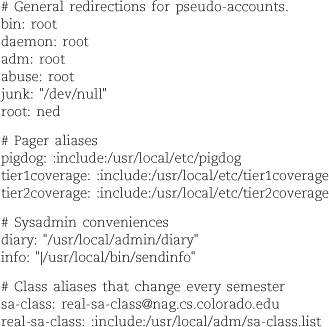 # General redirections for pseudo-accounts.
bin: root
daemon: root
adm: root
abuse: root
junk: "/dev/null"
root: ned
# Pager aliases
pigdog: :include:/usr/local/etc/pigdog
tier1coverage: :include:/usr/local/etc/tier1coverage
tier2coverage: :include:/usr/local/etc/tier2coverage
# Sysadmin conveniences
diary: "/usr/local/admin/diary"
info: "|/usr/local/bin/sendinfo"
# Class aliases that change every semester
sa-class: real-sa-class@nag.cs.colorado.edu
real-sa-class: :include:/usr/local/adm/sa-class.list